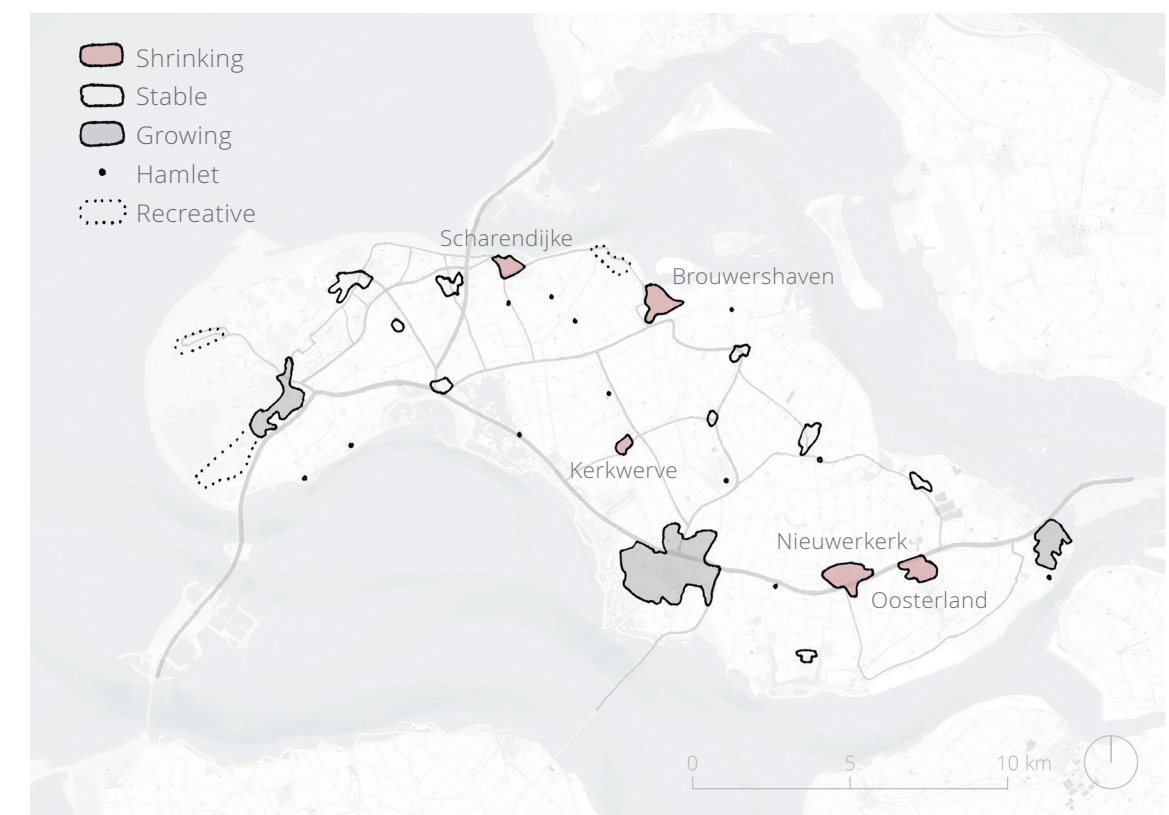 Shrinking
Stable
Growing
Hamlet
Recreative
Scharendijke
Brouwershaven
Kerkwerve
Nieuwerkerk
Oosterland
0 5 10 km